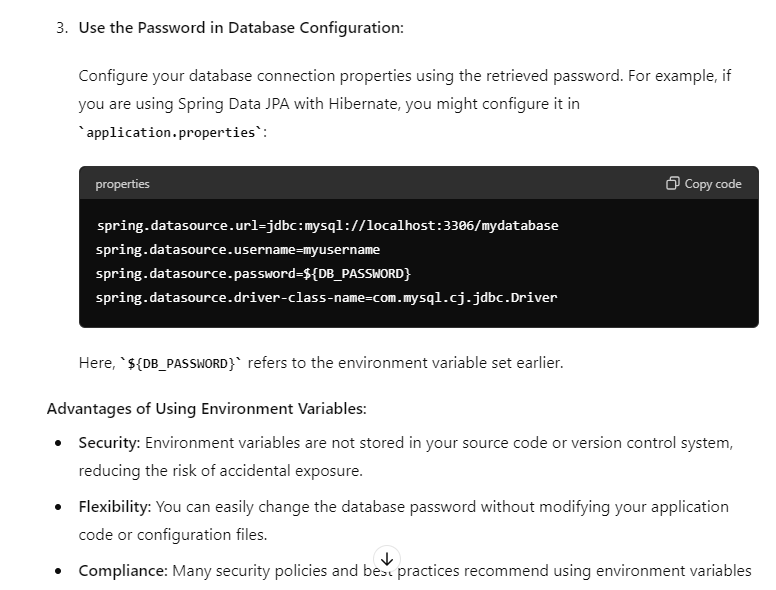 3. Use the Password in Database Configuration:
Configure your database connection properties using the retrieved password. For example, if
you are using Spring Data JPA with Hibernate, you might configure it in
`application.properties`:
properties Copy code
spring.datasource.url=jdbc:mysql://localhost:3306/mydatabase
spring.datasource.username=myusername
spring.datasource.password=${DB_PASSWORD}
spring.datasource.driver-class-name=com.mysql.cj.jdbc.Driver
Here, `${DB_PASSWORD}` refers to the environment variable set earlier.
Advantages of Using Environment Variables:
• Security: Environment variables are not stored in your source code or version control system,
reducing the risk of accidental exposure.
• Flexibility: You can easily change the database password without modifying your application
code or configuration files.
• Compliance: Many security policies and best practices recommend using environment variables